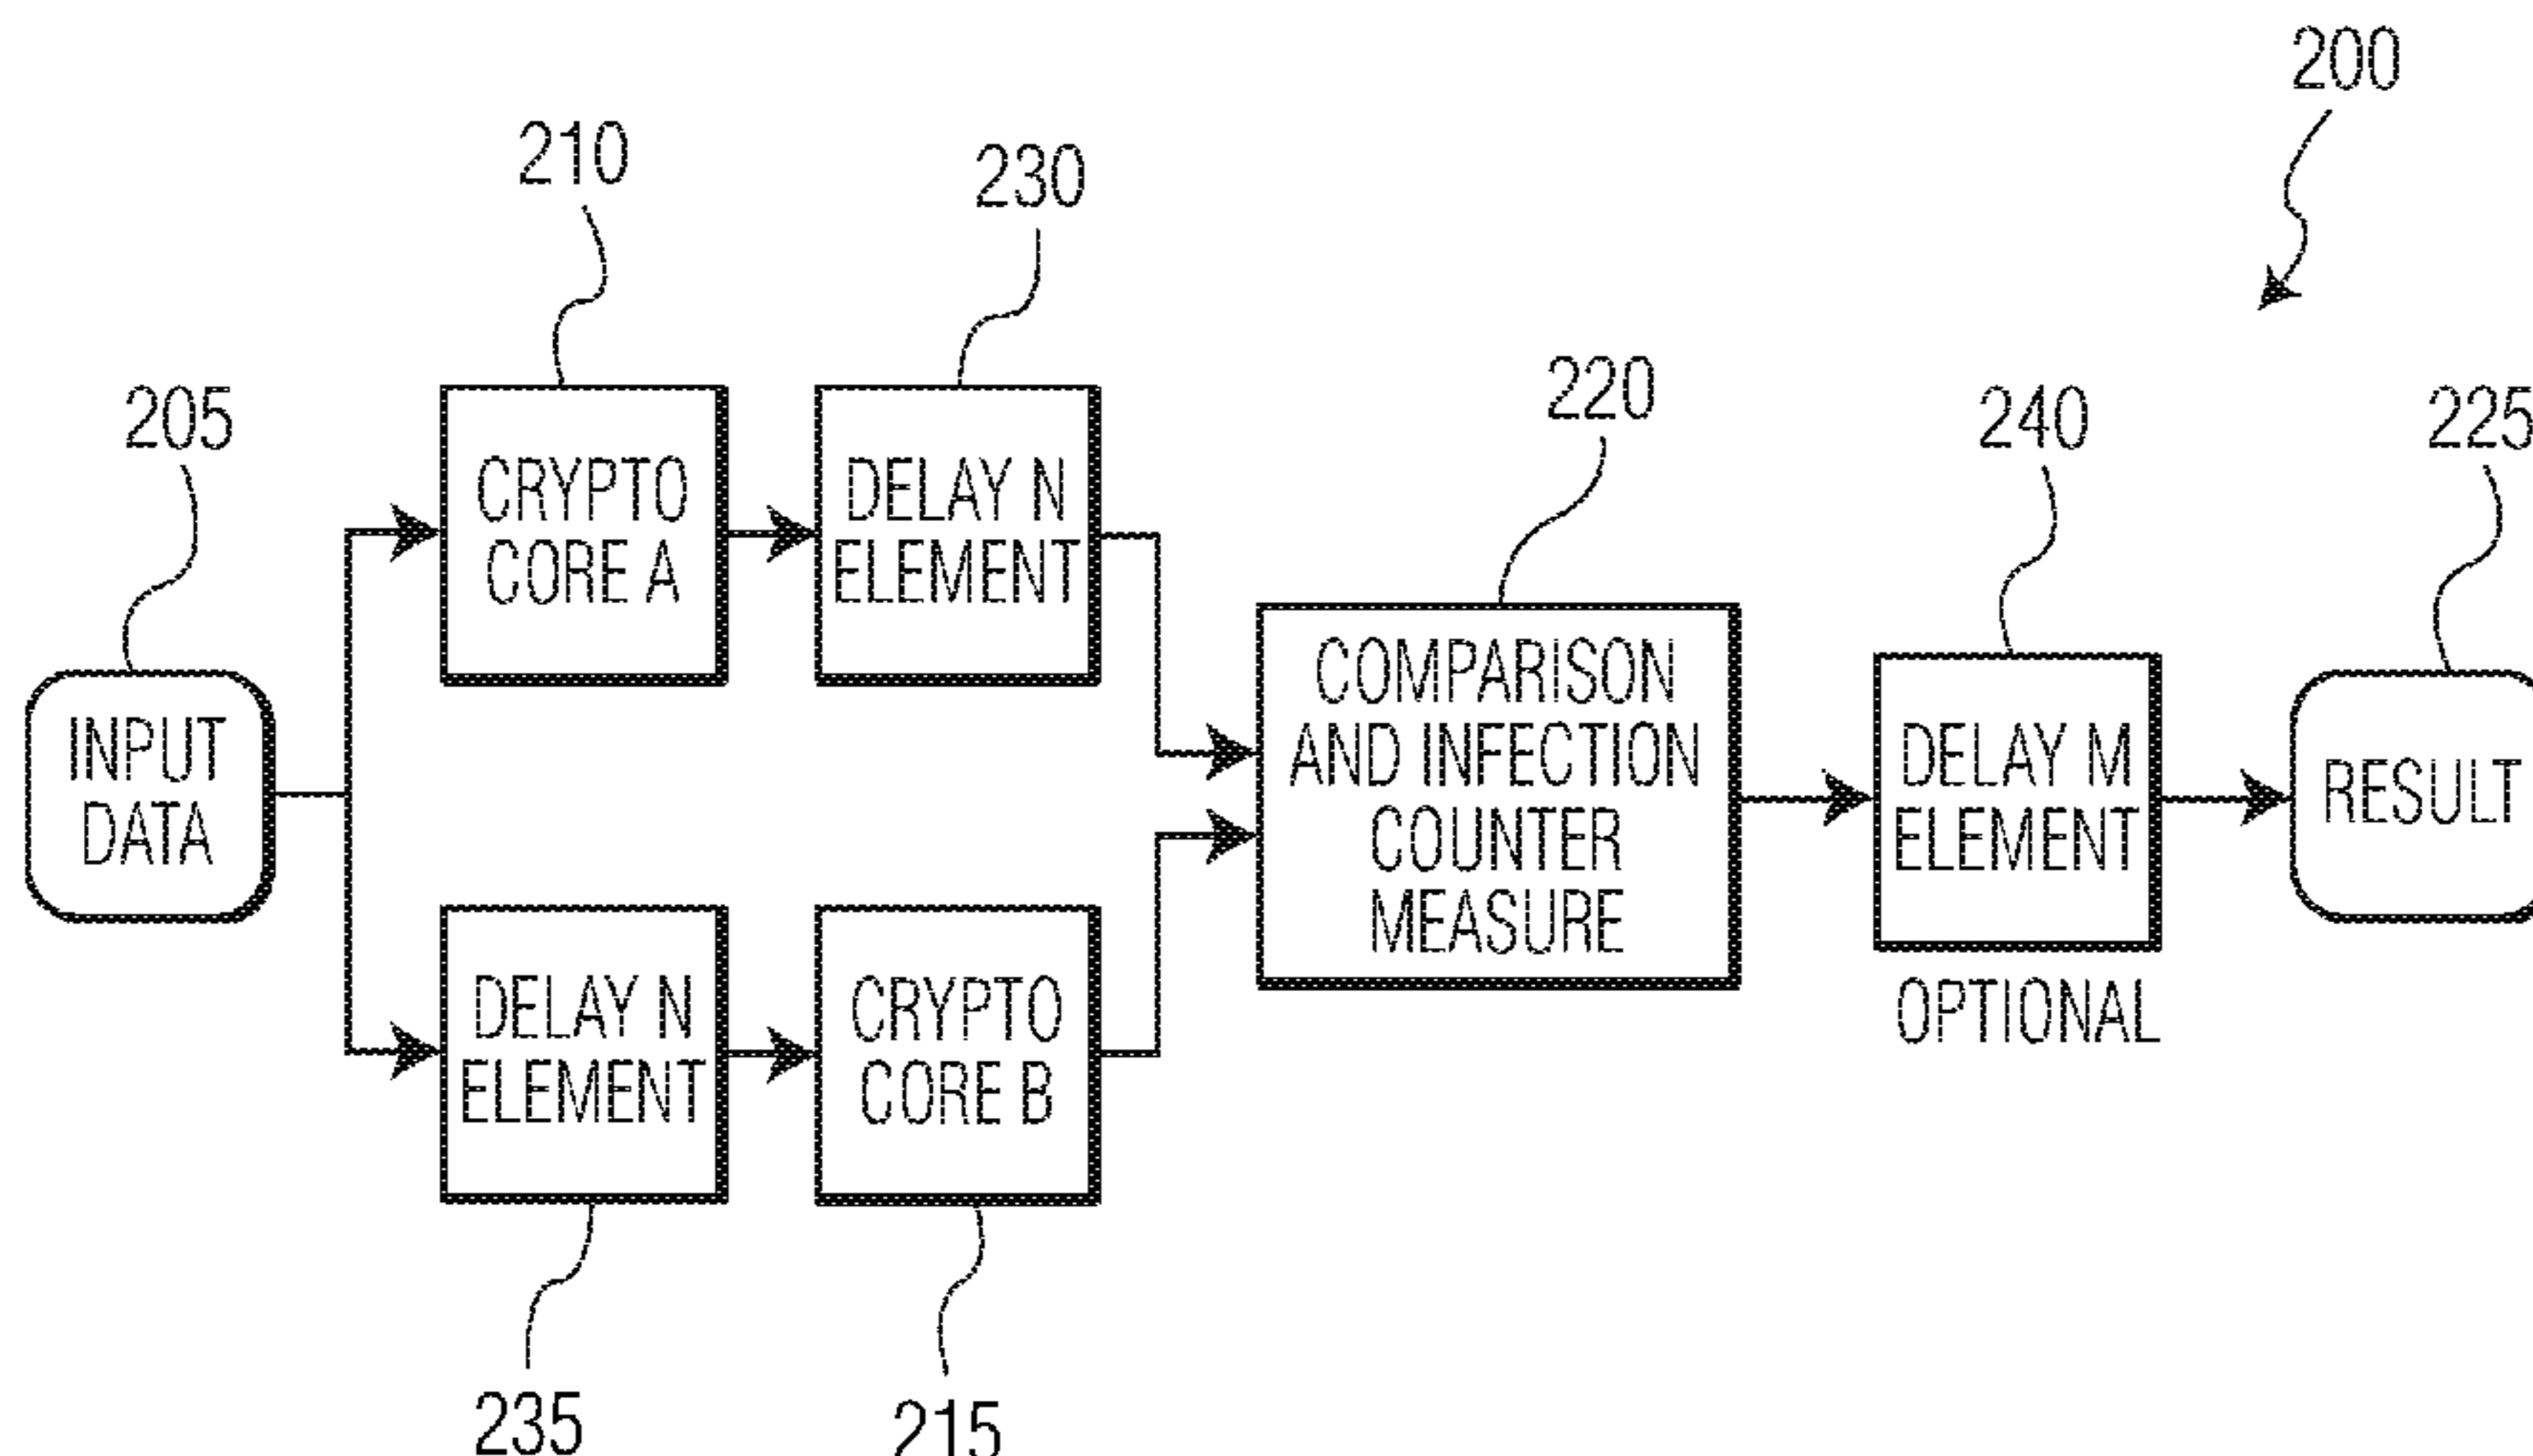 200
210
230
205
220
240
225
CRYPTO
CORE A
DELAY N
ELEMENT
INPUT
DATA
COMPARISON
AND INFECTION
COUNTER
MEASURE
DELAY M
ELEMENT
OPTIONAL
RESULT
DELAY N
ELEMENT
CRYPTO
CORE B
235
215